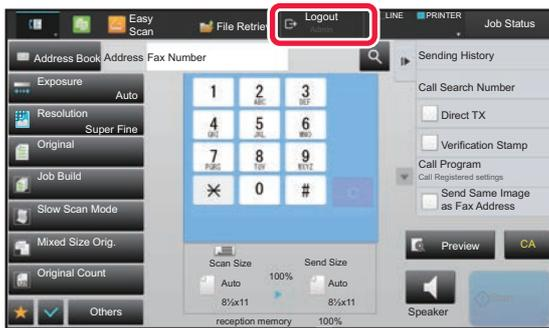 Easy
Scan
File Retrie
Logout
Admin
LINE
PRINTER
Job Status
Address Book
Address
Fax Number
Sending History
Exposure
Auto
Call Search Number
Resolution
Super Fine
Direct TX
Original
Verification Stamp
Job Build
Call Program
Call Registered settings
Slow Scan Mode
Send Same Image
as Fax Address
Mixed Size Orig.
Original Count
Others
1 2 ABC 3 DEF
4 GHI 5 JKL 6 MNO
7 PQRS 8 TUV 9 WXYZ
0 #
Scan Size
Send Size
Auto
100%
Auto
8½x11
8½x11
reception memory 100%
Preview
CA
Speaker
Start